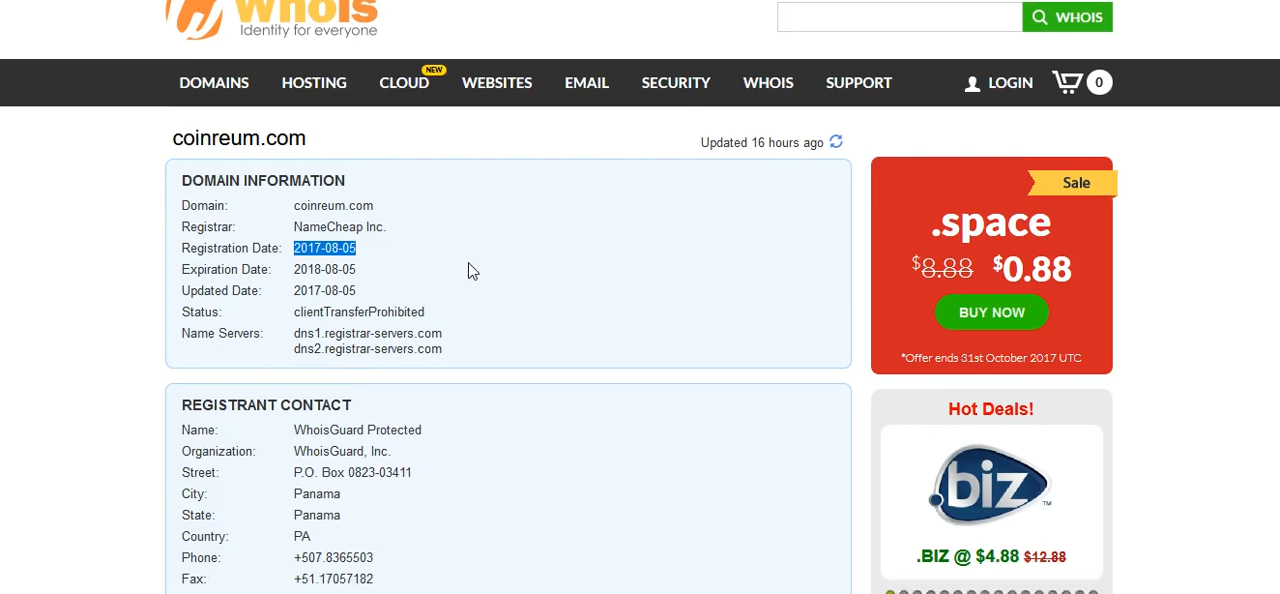 Whois
Identity for everyone
WHOIS
DOMAINS HOSTING CLOUD NEW WEBSITES EMAIL SECURITY WHOIS SUPPORT LOGIN 0
coinreum.com
Updated 16 hours ago
DOMAIN INFORMATION
Domain: coinreum.com
Registrar: NameCheap Inc.
Registration Date: 2017-08-05
Expiration Date: 2018-08-05
Updated Date: 2017-08-05
Status: clientTransferProhibited
Name Servers: dns1.registrar-servers.com
dns2.registrar-servers.com
REGISTRANT CONTACT
Name: WhoisGuard Protected
Organization: WhoisGuard, Inc.
Street: P.O. Box 0823-03411
City: Panama
State: Panama
Country: PA
Phone: +507.8365503
Fax: +51.17057182
Sale
.space
$8.88 $0.88
BUY NOW
*Offer ends 31st October 2017 UTC
Hot Deals!
.biz TM
.BIZ @ $4.88 $12.88